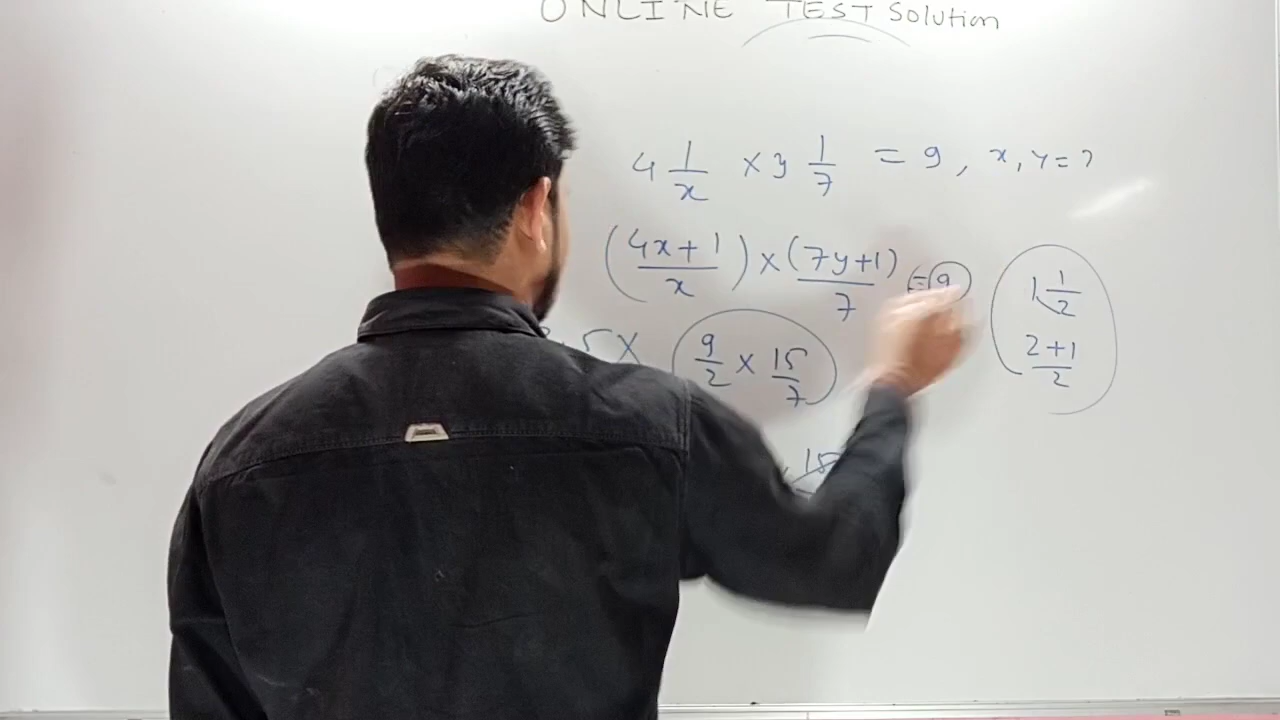 ONLINE TEST Solution
4 1/x × y 1/7 = 9, x, y = ?
(4x+1/x) × (7y+1)/7 = 9
1 1/2
5 × 9/2 × 15/7
2+1/2
15